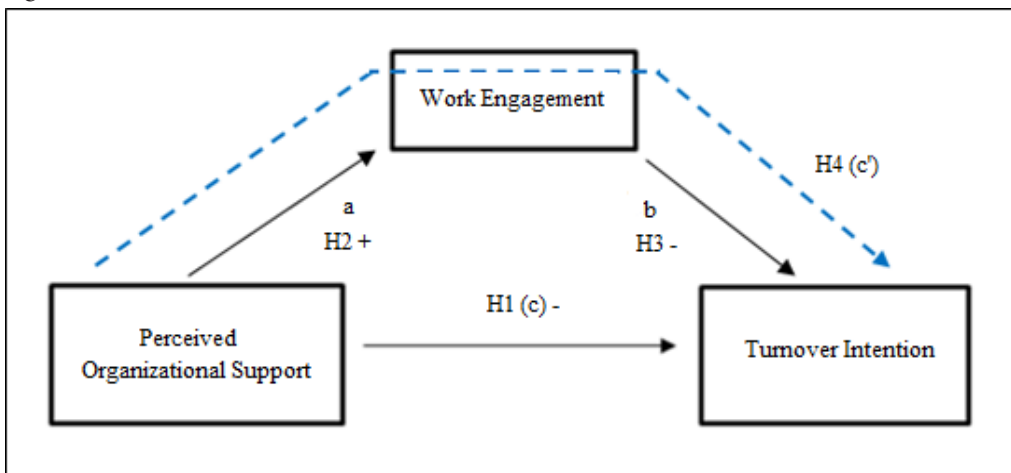 Work Engagement
H4 (c')
a
b
H2 +
H3 -
H1 (c) -
Perceived
Organizational Support
Turnover Intention